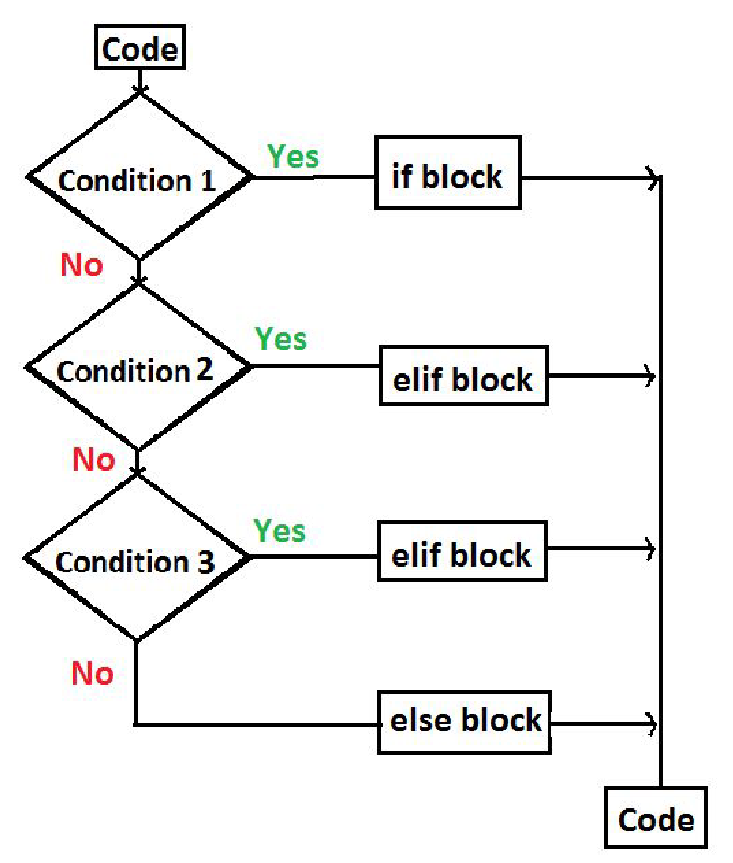 Code
Condition 1
Yes
if block
No
Condition 2
Yes
elif block
No
Condition 3
Yes
elif block
No
else block
Code